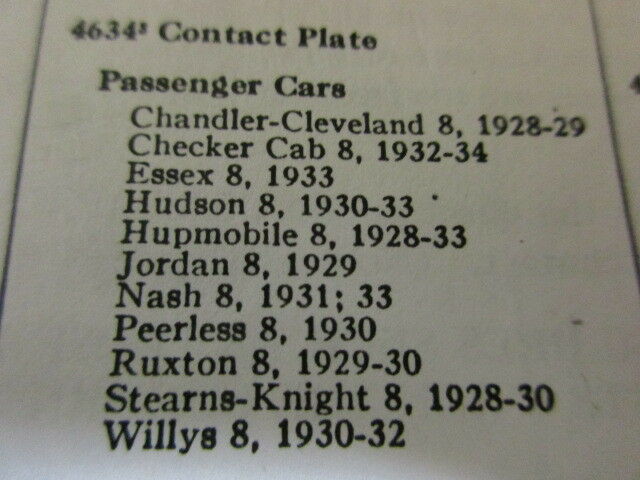 4634⁸ Contact Plate
Passenger Cars
Chandler-Cleveland 8, 1928-29
Checker Cab 8, 1932-34
Essex 8, 1933
Hudson 8, 1930-33
Hupmobile 8, 1928-33
Jordan 8, 1929
Nash 8, 1931; 33
Peerless 8, 1930
Ruxton 8, 1929-30
Stearns-Knight 8, 1928-30
Willys 8, 1930-32